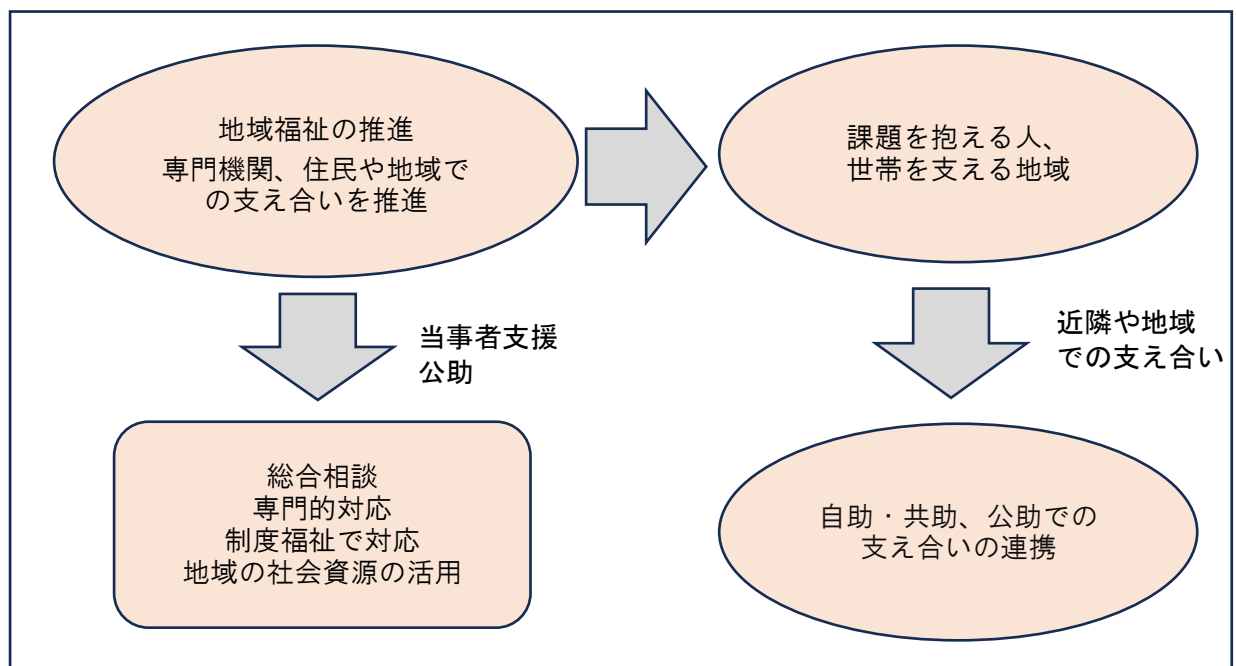 地域福祉の推進
専門機関、住民や地域で
の支え合いを推進
課題を抱える人、
世帯を支える地域
当事者支援
公助
近隣や地域
での支え合い
総合相談
専門的対応
制度福祉で対応
地域の社会資源の活用
自助・共助、公助での
支え合いの連携